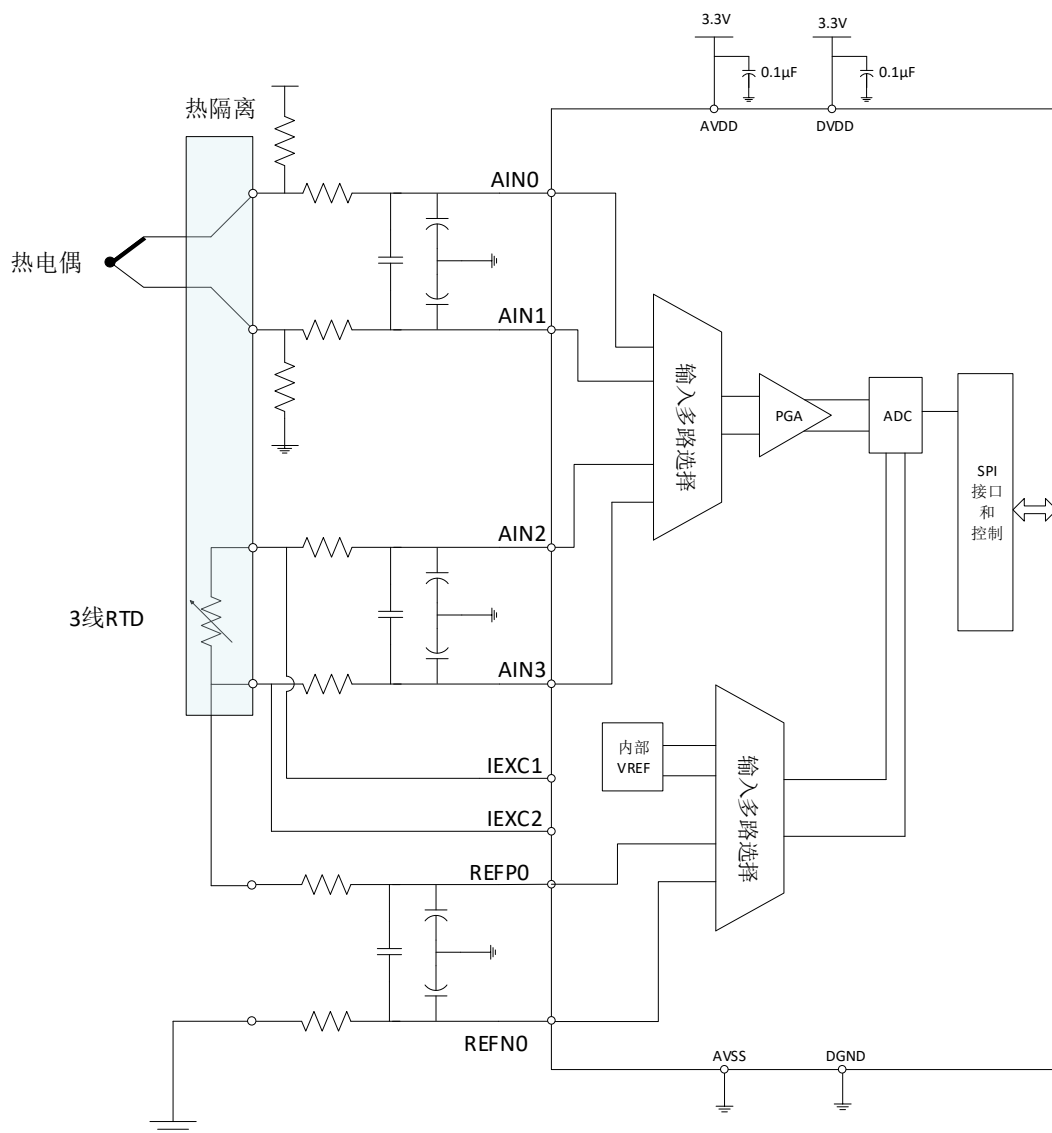 3.3V
3.3V
0.1μF
0.1μF
热隔离
AVDD
DVDD
AIN0
热电偶
AIN1
输入多路选择
PGA
ADC
SPI
接口
和
控制
AIN2
3线RTD
AIN3
内部
VREF
输入多路选择
IEXC1
IEXC2
REFP0
REFN0
AVSS
DGND